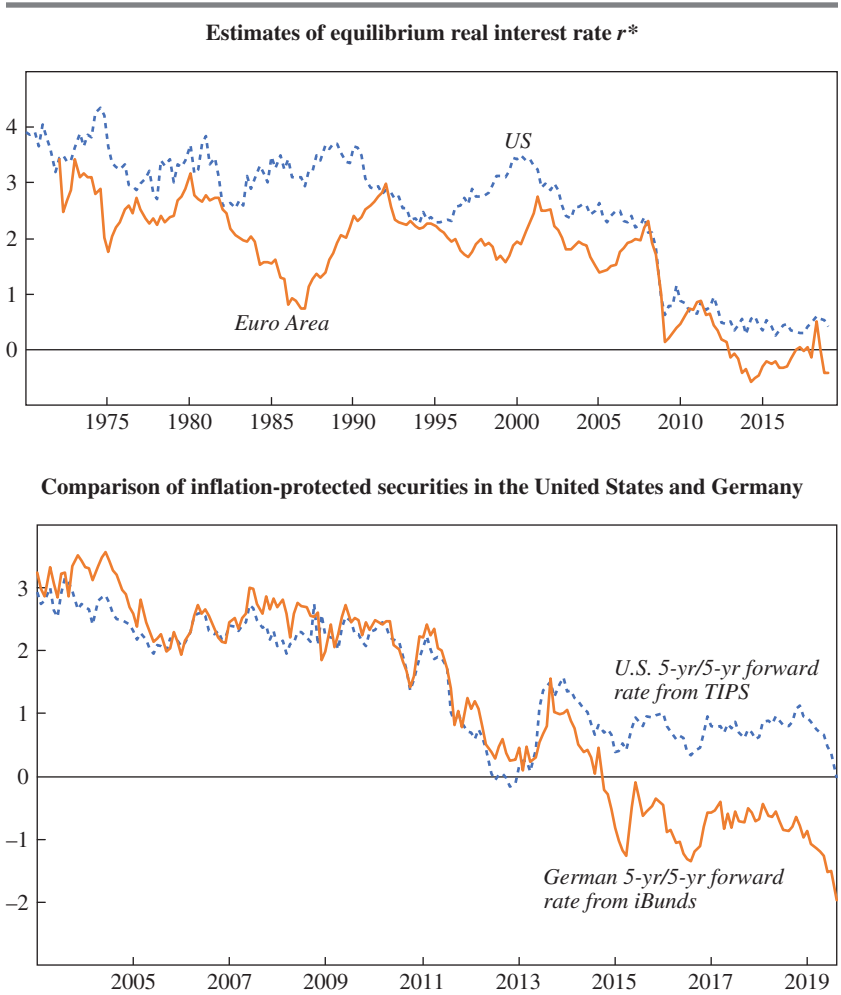 Estimates of equilibrium real interest rate r*
4
3
2
1
0
US
Euro Area
1975 1980 1985 1990 1995 2000 2005 2010 2015
Comparison of inflation-protected securities in the United States and Germany
3
2
1
0
–1
–2
U.S. 5-yr/5-yr forward
rate from TIPS
German 5-yr/5-yr forward
rate from iBunds
2005 2007 2009 2011 2013 2015 2017 2019